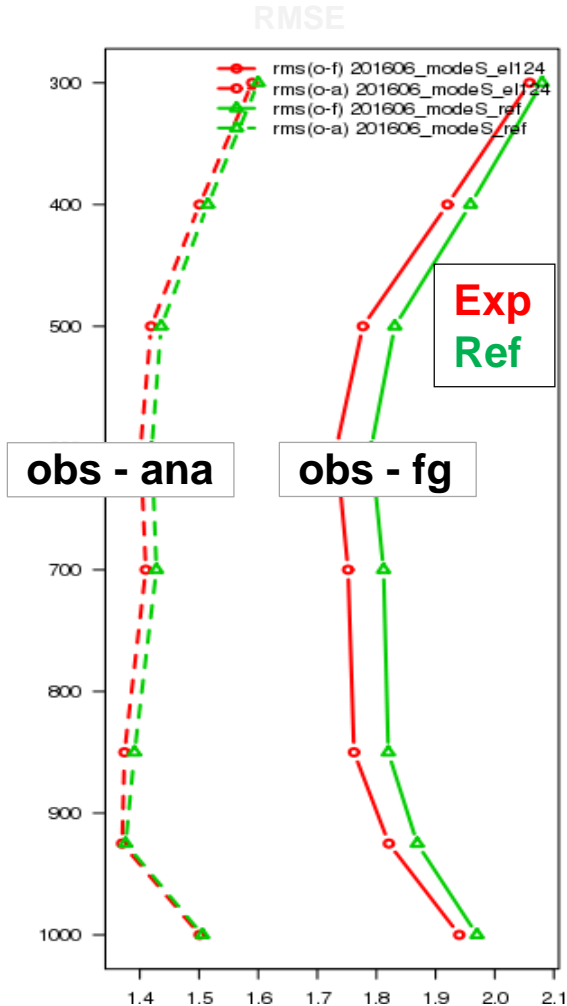 RMSE
rms(o-f) 201606_modeS_el124
rms(o-a) 201606_modeS_el124
rms(o-f) 201606_modeS_ref
rms(o-a) 201606_modeS_ref
300
400
500
Exp
Ref
obs - ana
obs - fg
700
800
900
1000
1.4 1.5 1.6 1.7 1.8 1.9 2.0 2.1